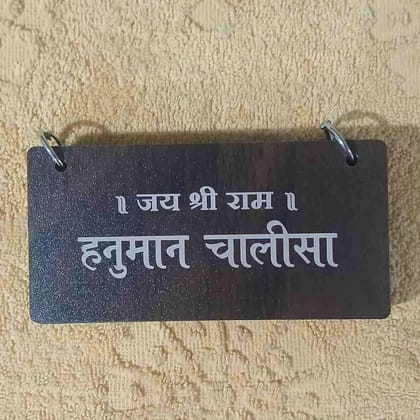 ॥ जय श्री राम ॥
हनुमान चालीसा